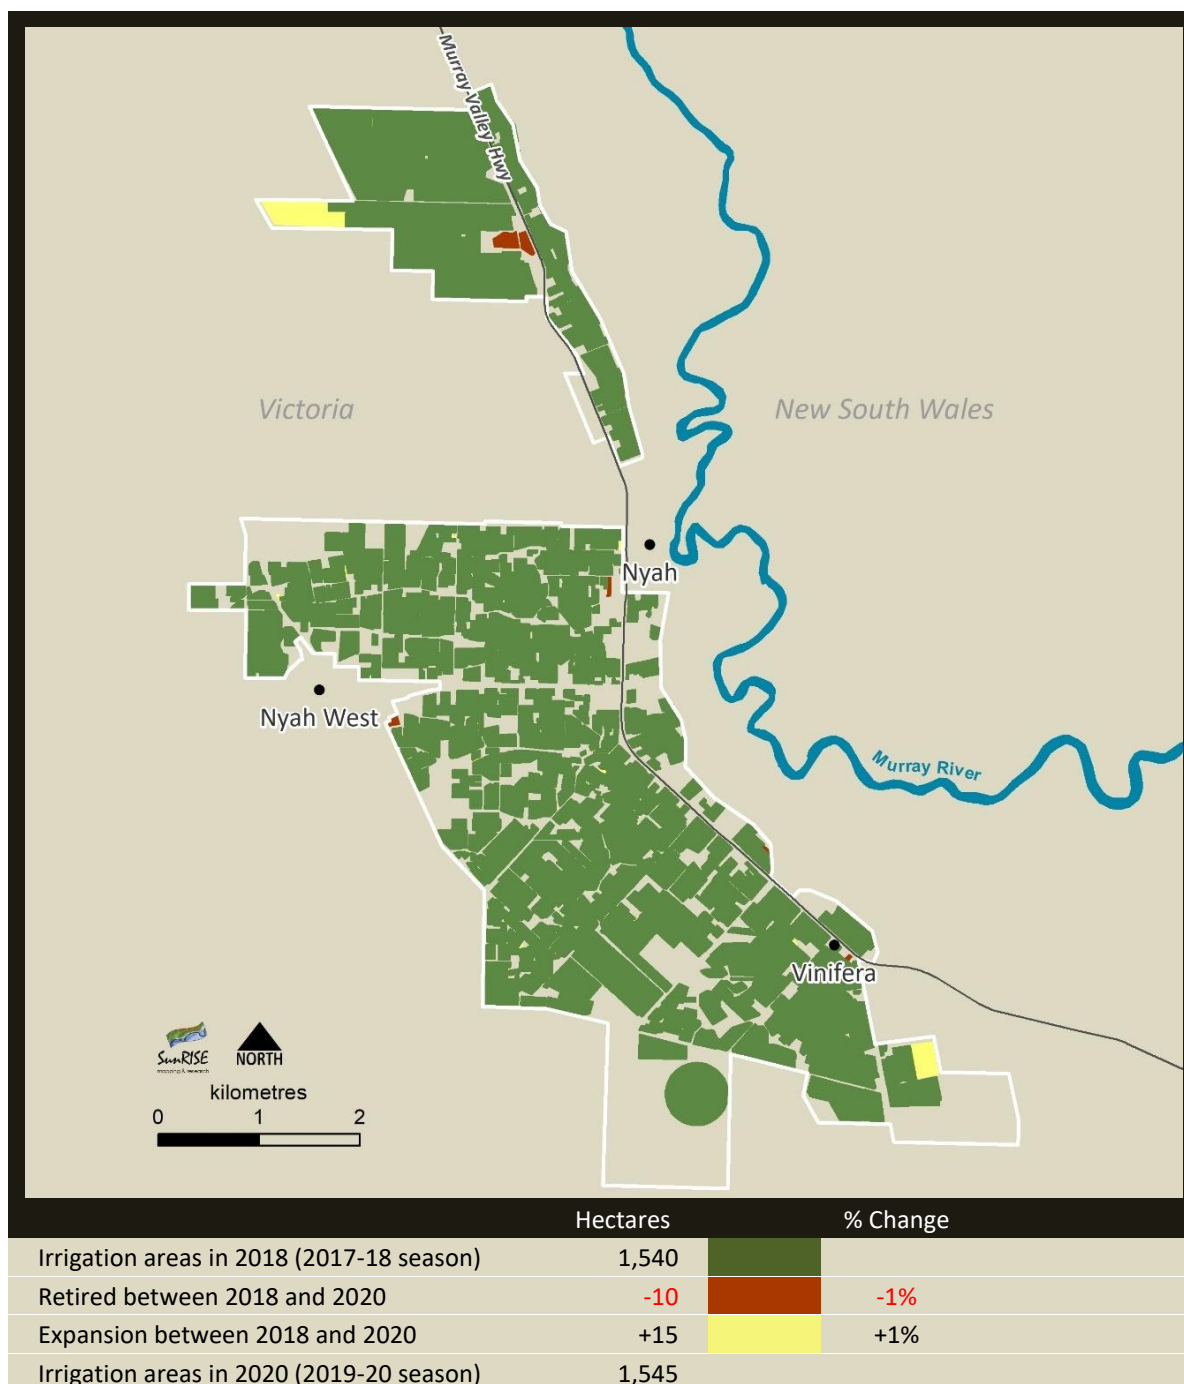 Murray-Valley-Hwy
Victoria
New South Wales
Nyah
Nyah West
Murray River
Vinifera
SunRISE
mapping & research
NORTH
kilometres
0 1 2
Hectares % Change
Irrigation areas in 2018 (2017-18 season) 1,540
Retired between 2018 and 2020 -10 -1%
Expansion between 2018 and 2020 +15 +1%
Irrigation areas in 2020 (2019-20 season) 1,545